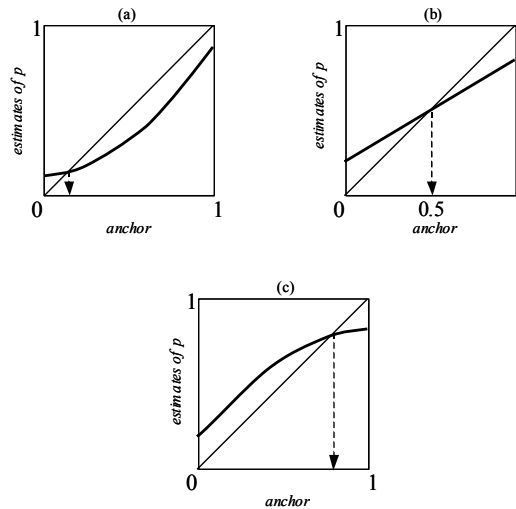 (a)
1
estimates of p
0
1
anchor
(b)
1
estimates of p
0
0.5
anchor
(c)
1
estimates of p
0
1
anchor